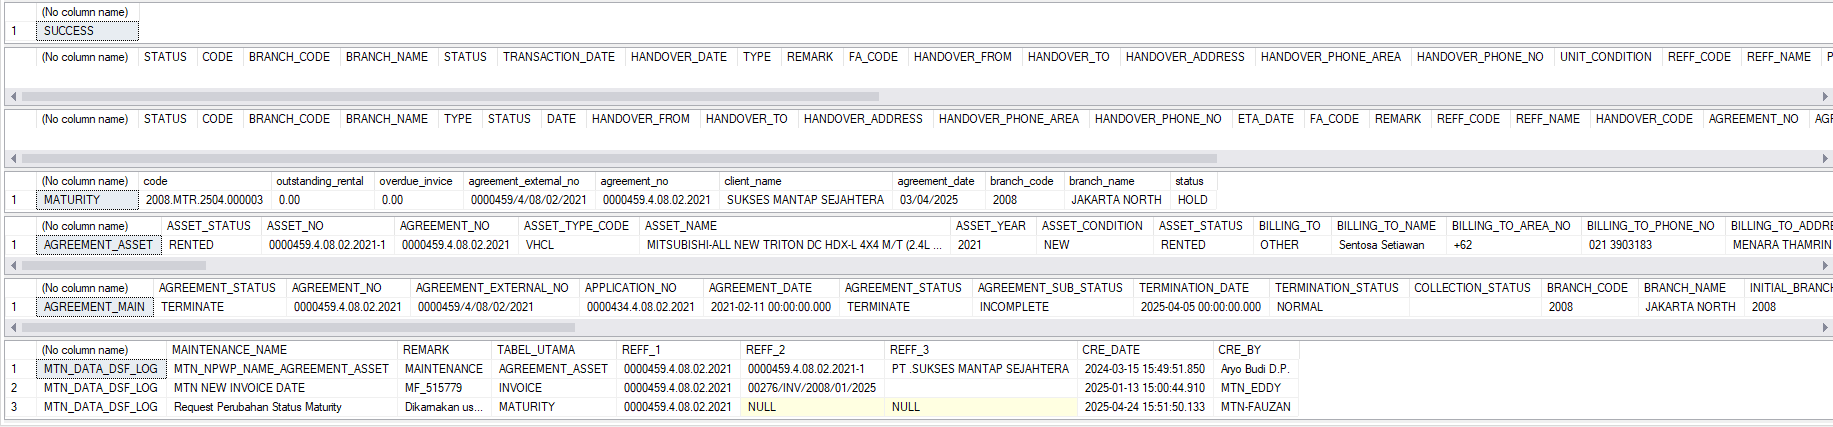 (No column name)
1 SUCCESS
(No column name) STATUS CODE BRANCH_CODE BRANCH_NAME STATUS TRANSACTION_DATE HANDOVER_DATE TYPE REMARK FA_CODE HANDOVER_FROM HANDOVER_TO HANDOVER_ADDRESS HANDOVER_PHONE_AREA HANDOVER_PHONE_NO UNIT_CONDITION REFF_CODE REFF_NAME P
(No column name) STATUS CODE BRANCH_CODE BRANCH_NAME TYPE STATUS DATE HANDOVER_FROM HANDOVER_TO HANDOVER_ADDRESS HANDOVER_PHONE_AREA HANDOVER_PHONE_NO ETA_DATE FA_CODE REMARK REFF_CODE REFF_NAME HANDOVER_CODE AGREEMENT_NO AGR
(No column name) code outstanding_rental overdue_invice agreement_external_no agreement_no client_name agreement_date branch_code branch_name status
1 MATURITY 2008.MTR.2504.000003 0.00 0.00 0000459/4/08/02/2021 0000459.4.08.02.2021 SUKSES MANTAP SEJAHTERA 03/04/2025 2008 JAKARTA NORTH HOLD
(No column name) ASSET_STATUS ASSET_NO AGREEMENT_NO ASSET_TYPE_CODE ASSET_NAME ASSET_YEAR ASSET_CONDITION ASSET_STATUS BILLING_TO BILLING_TO_NAME BILLING_TO_AREA_NO BILLING_TO_PHONE_NO BILLING_TO_ADDRE
1 AGREEMENT_ASSET RENTED 0000459.4.08.02.2021-1 0000459.4.08.02.2021 VHCL MITSUBISHI-ALL NEW TRITON DC HDX-L 4X4 M/T (2.4L ... 2021 NEW RENTED OTHER Sentosa Setiawan +62 021 3903183 MENARA THAMRIN
(No column name) AGREEMENT_STATUS AGREEMENT_NO AGREEMENT_EXTERNAL_NO APPLICATION_NO AGREEMENT_DATE AGREEMENT_STATUS AGREEMENT_SUB_STATUS TERMINATION_DATE TERMINATION_STATUS COLLECTION_STATUS BRANCH_CODE BRANCH_NAME INITIAL_BRANCH
1 AGREEMENT_MAIN TERMINATE 0000459.4.08.02.2021 0000459/4/08/02/2021 0000434.4.08.02.2021 2021-02-11 00:00:00.000 TERMINATE INCOMPLETE 2025-04-05 00:00:00.000 NORMAL 2008 JAKARTA NORTH 2008
(No column name) MAINTENANCE_NAME REMARK TABEL_UTAMA REFF_1 REFF_2 REFF_3 CRE_DATE CRE_BY
1 MTN_DATA_DSF_LOG MTN_NPWP_NAME_AGREEMENT_ASSET MAINTENANCE AGREEMENT_ASSET 0000459.4.08.02.2021 0000459.4.08.02.2021-1 PT .SUKSES MANTAP SEJAHTERA 2024-03-15 15:49:51.850 Aryo Budi D.P.
2 MTN_DATA_DSF_LOG MTN NEW INVOICE DATE MF_515779 INVOICE 0000459.4.08.02.2021 00276/INV/2008/01/2025 2025-01-13 15:00:44.910 MTN_EDDY
3 MTN_DATA_DSF_LOG Request Perubahan Status Maturity Dikarnakan us... MATURITY 0000459.4.08.02.2021 NULL NULL 2025-04-24 15:51:50.133 MTN-FAUZAN